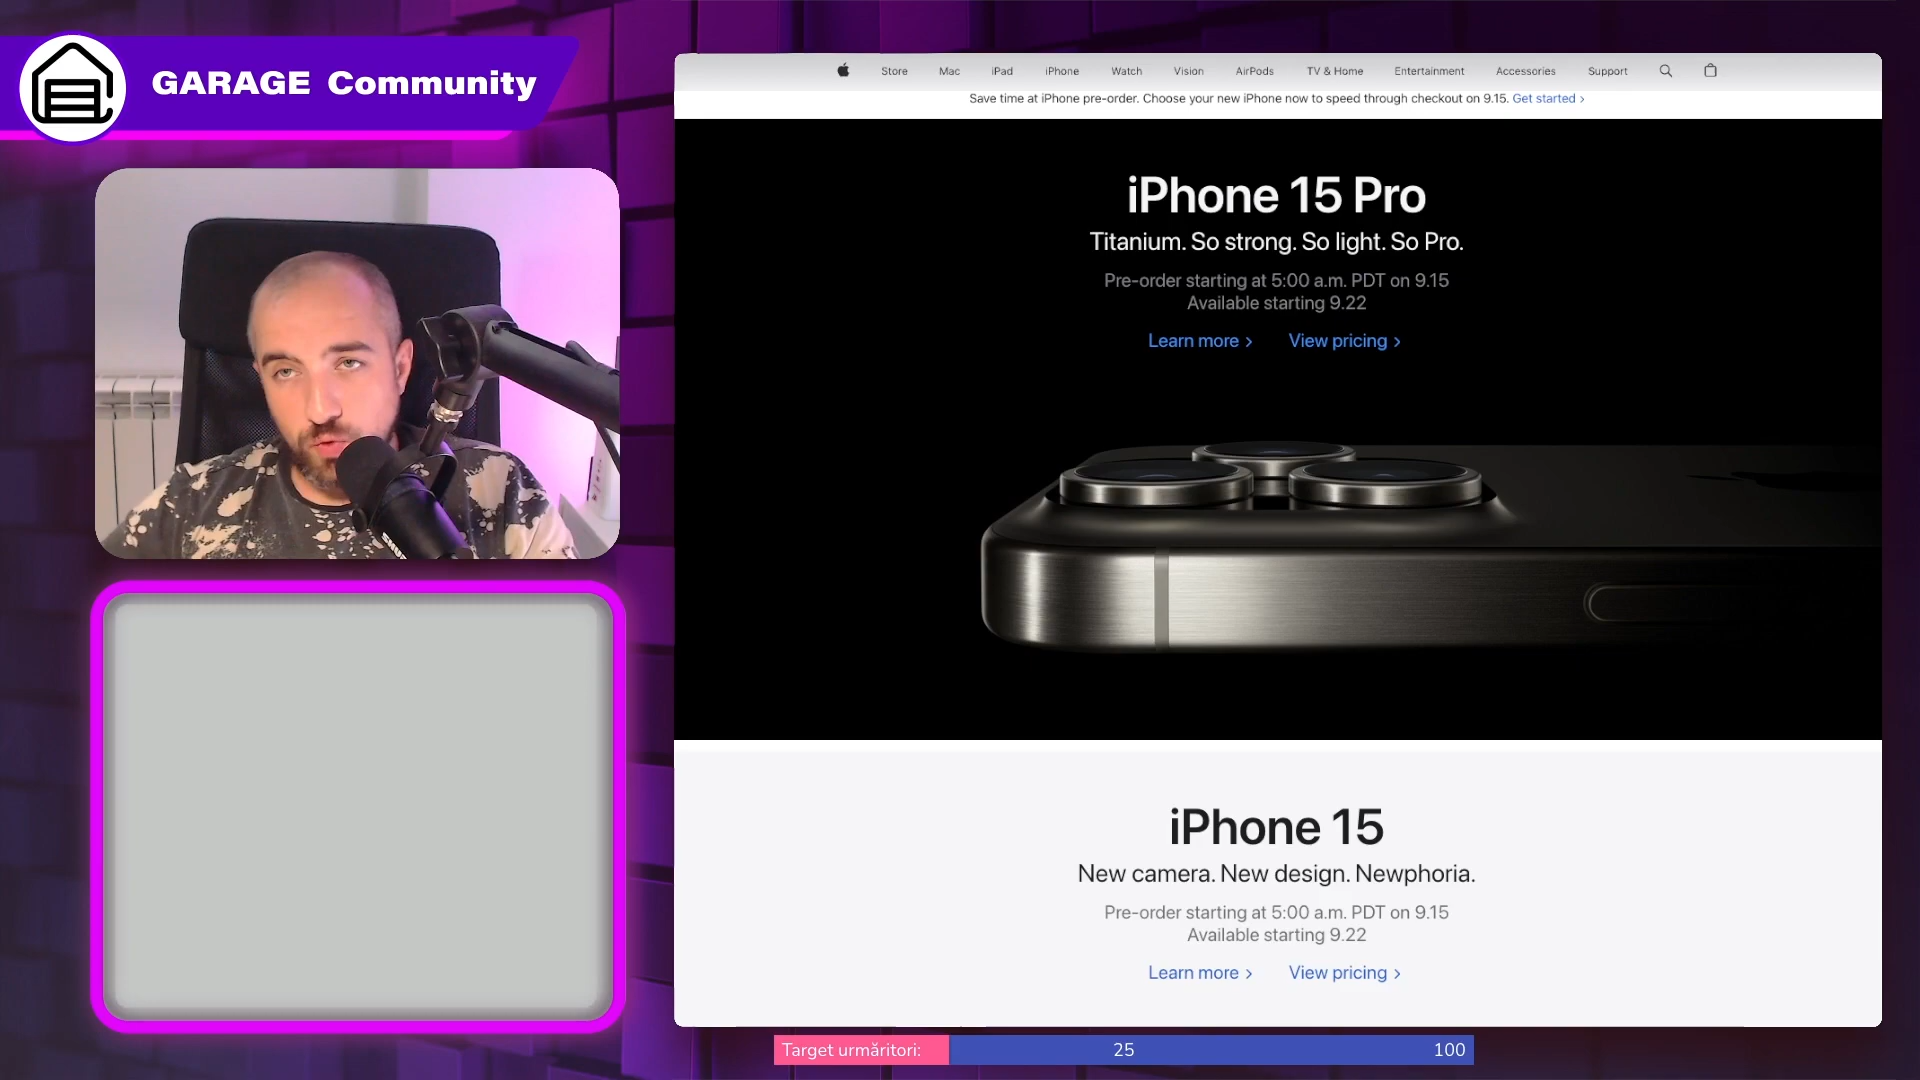 GARAGE Community
Store Mac iPad iPhone Watch Vision AirPods TV & Home Entertainment Accessories Support
Save time at iPhone pre-order. Choose your new iPhone now to speed through checkout on 9.15. Get started >
iPhone 15 Pro
Titanium. So strong. So light. So Pro.
Pre-order starting at 5:00 a.m. PDT on 9.15
Available starting 9.22
Learn more > View pricing >
iPhone 15
New camera. New design. Newphoria.
Pre-order starting at 5:00 a.m. PDT on 9.15
Available starting 9.22
Learn more > View pricing >
Target urmăritori: 25 100